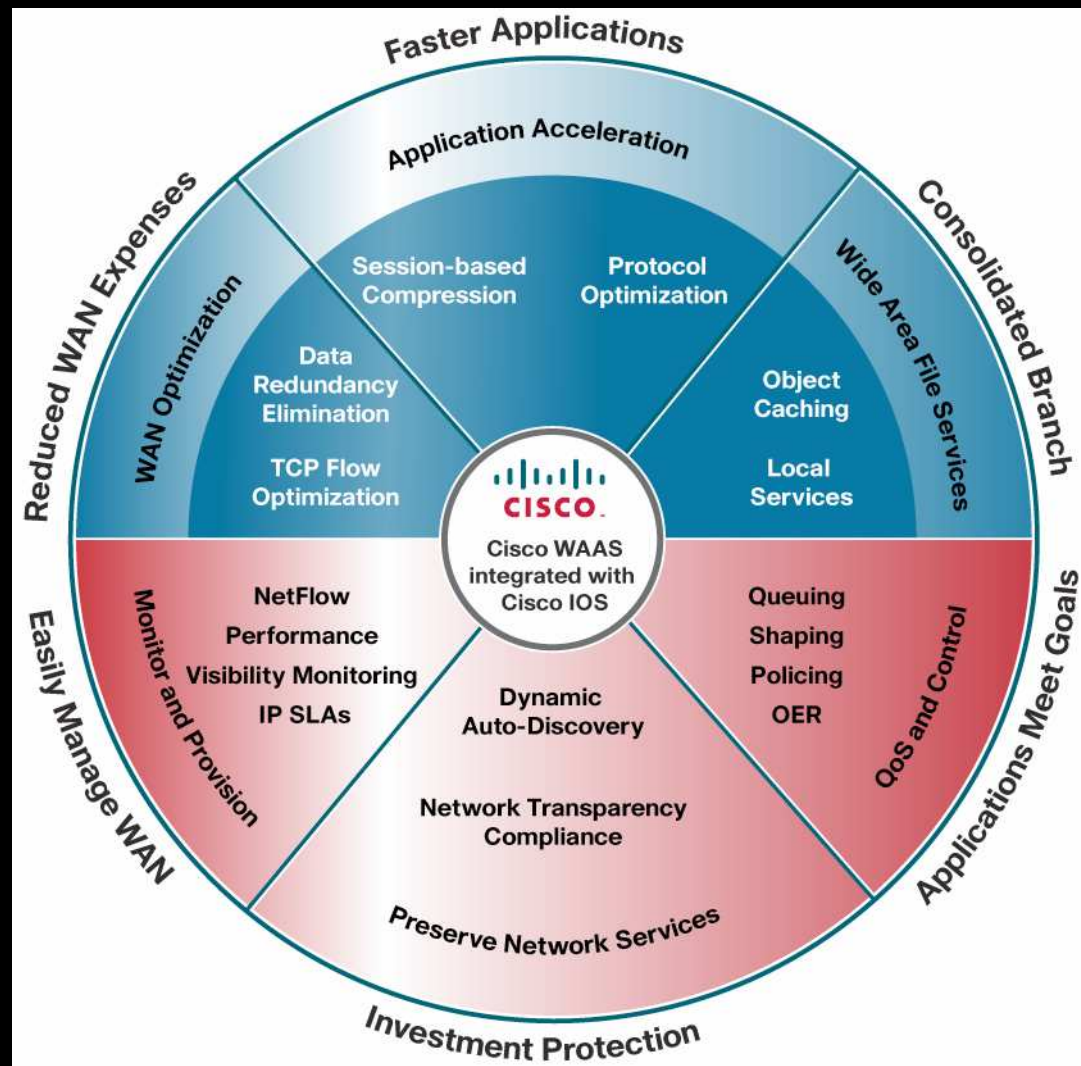 Faster Applications
Application Acceleration
Session-based
Compression
Protocol
Optimization
Reduced WAN Expenses
WAN Optimization
Data
Redundancy
Elimination
TCP Flow
Optimization
Consolidated Branch
Wide Area File Services
Object
Caching
Local
Services
CISCO
Cisco WAAS
integrated with
Cisco IOS
Easily Manage WAN
Monitor and Provision
NetFlow
Performance
Visibility Monitoring
IP SLAs
Dynamic
Auto-Discovery
Network Transparency
Compliance
Preserve Network Services
Investment Protection
Queuing
Shaping
Policing
OER
QoS and Control
Applications Meet Goals